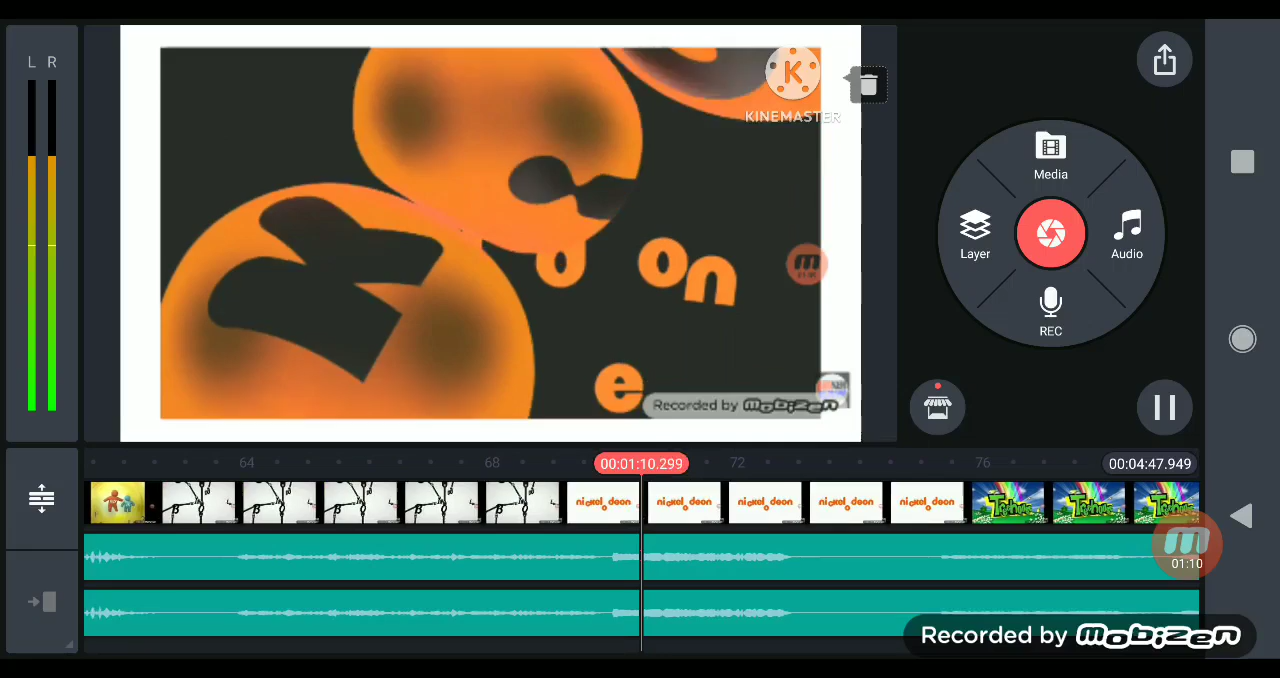 L R
K
KINEMASTER
d on
e
Recorded by mobizen
Media
Layer
Audio
REC
64
68
00:01:10.299
72
76
00:04:47.949
B
B
B
B
B
nickelodeon
nickelodeon
nickelodeon
nickelodeon
nickelodeon
m
01:10
Recorded by mobizen